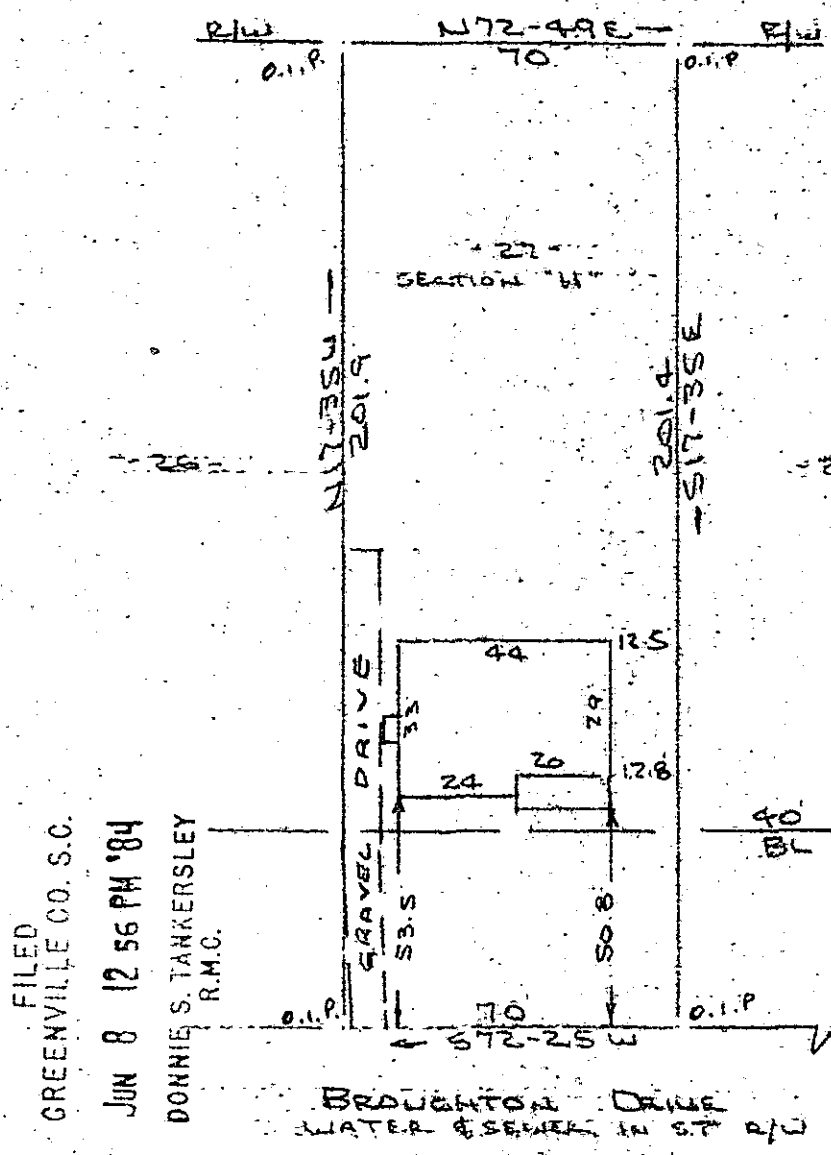 R/W
N72-49E
R/W
O.I.P.
70
O.I.P
27
SECTION "H"
N17-35W
201.9
201.4
S17-35E
26
44
12.5
GRAVEL DRIVE
33
29
24
20
12.8
40
BL
53.5
50.8
O.I.P.
70
O.I.P
S72-25W
BROUGHTON DRIVE
WATER & SEWER IN ST R/W
FILED
GREENVILLE CO. S.C.
JUN 8 12 56 PM '84
DONNIE S. TANKERSLEY
R.M.C.